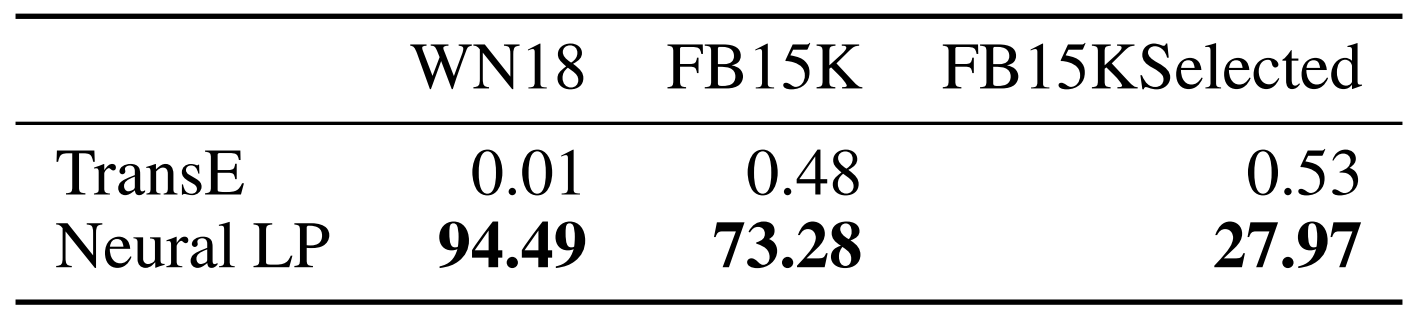 WN18 FB15K FB15KSelected
TransE 0.01 0.48 0.53
Neural LP 94.49 73.28 27.97